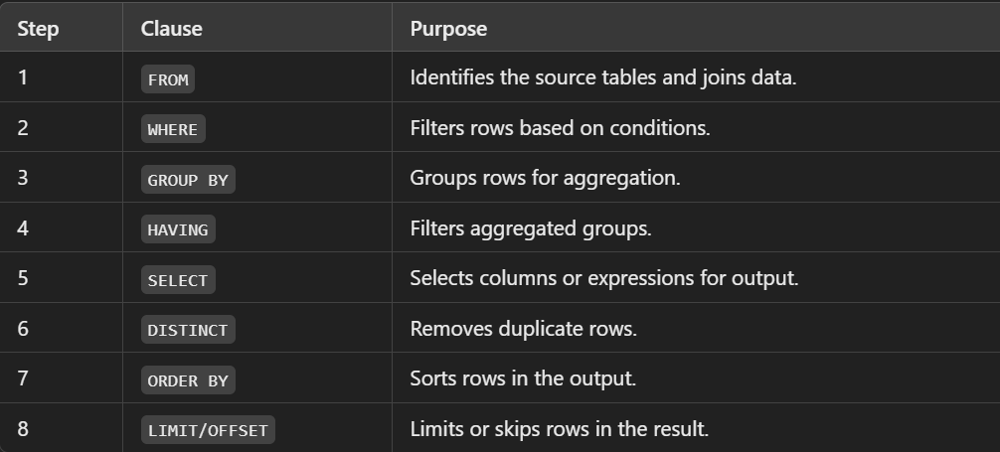 Step Clause Purpose
1 FROM Identifies the source tables and joins data.
2 WHERE Filters rows based on conditions.
3 GROUP BY Groups rows for aggregation.
4 HAVING Filters aggregated groups.
5 SELECT Selects columns or expressions for output.
6 DISTINCT Removes duplicate rows.
7 ORDER BY Sorts rows in the output.
8 LIMIT/OFFSET Limits or skips rows in the result.